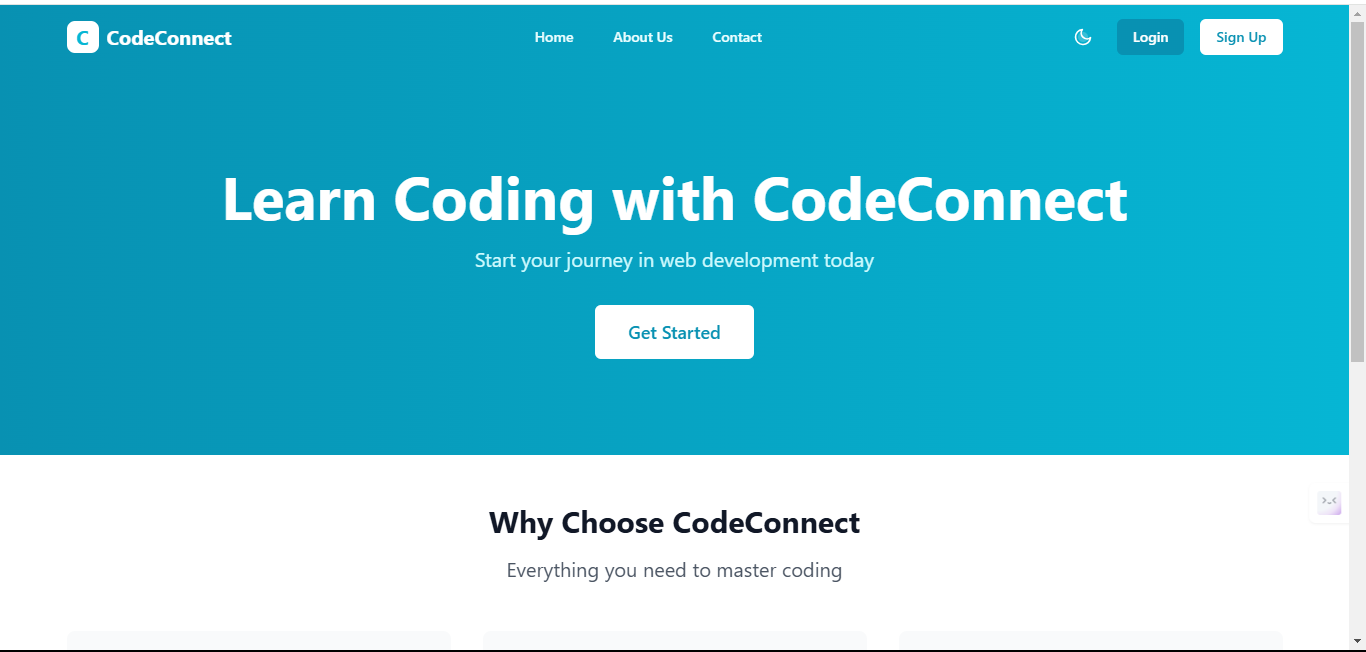 C CodeConnect Home About Us Contact Login Sign Up
Learn Coding with CodeConnect
Start your journey in web development today
Get Started
Why Choose CodeConnect
Everything you need to master coding